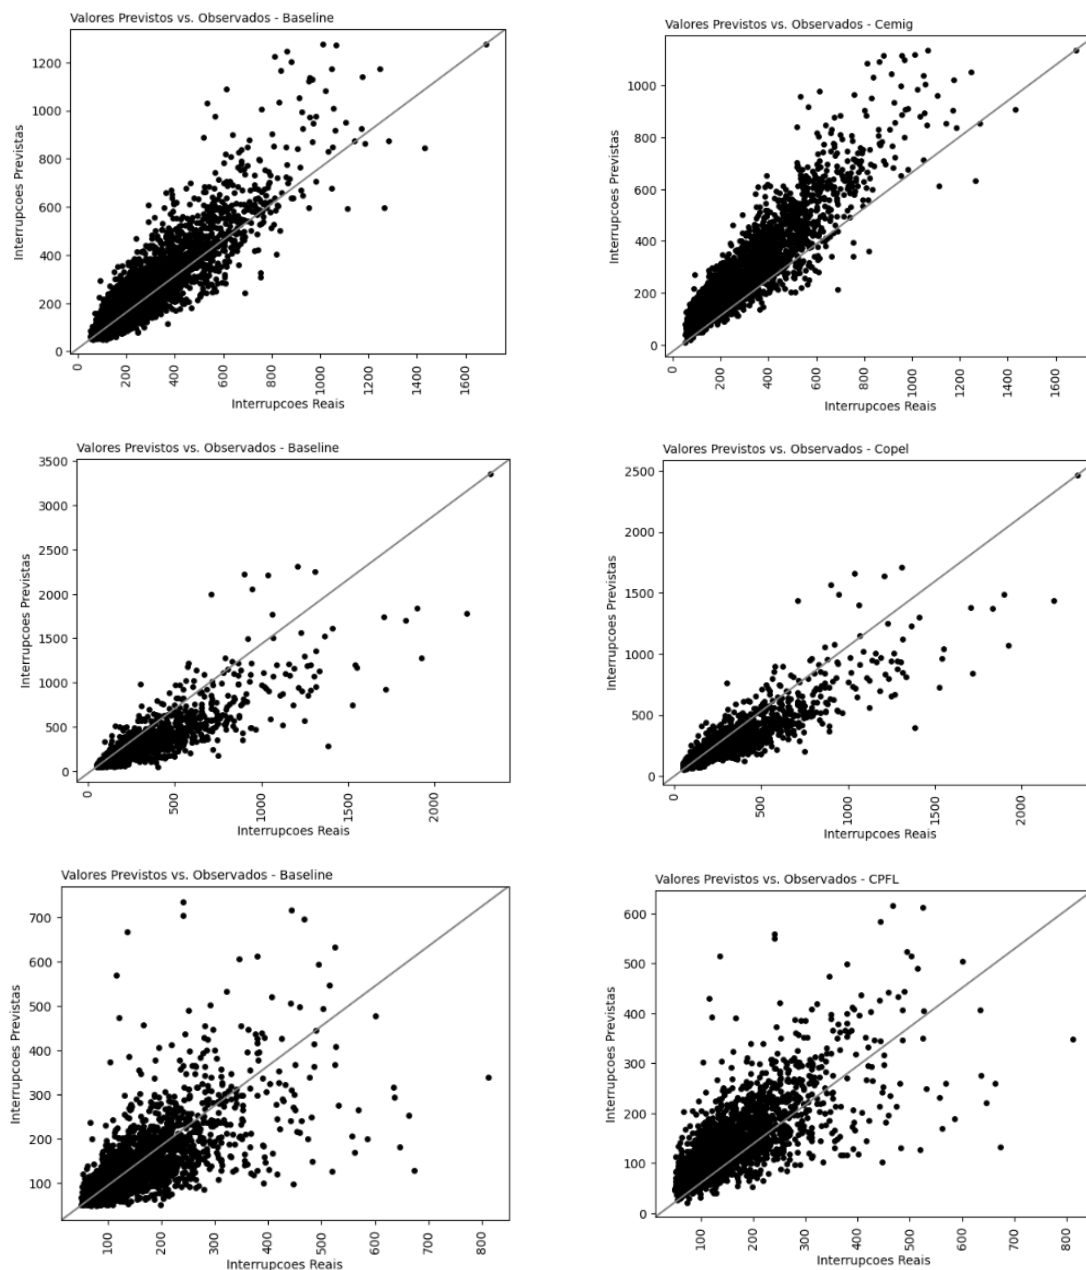 Valores Previstos vs. Observados - Baseline
1200
1000
800
600
400
200
0
Interrupcoes Previstas
0 200 400 600 800 1000 1200 1400 1600
Interrupcoes Reais
Valores Previstos vs. Observados - Cemig
1000
800
600
400
200
0
Interrupcoes Previstas
0 200 400 600 800 1000 1200 1400 1600
Interrupcoes Reais
Valores Previstos vs. Observados - Baseline
3500
3000
2500
2000
1500
1000
500
0
Interrupcoes Previstas
0 500 1000 1500 2000
Interrupcoes Reais
Valores Previstos vs. Observados - Copel
2500
2000
1500
1000
500
0
Interrupcoes Previstas
0 500 1000 1500 2000
Interrupcoes Reais
Valores Previstos vs. Observados - Baseline
700
600
500
400
300
200
100
Interrupcoes Previstas
100 200 300 400 500 600 700 800
Interrupcoes Reais
Valores Previstos vs. Observados - CPFL
600
500
400
300
200
100
0
Interrupcoes Previstas
100 200 300 400 500 600 700 800
Interrupcoes Reais